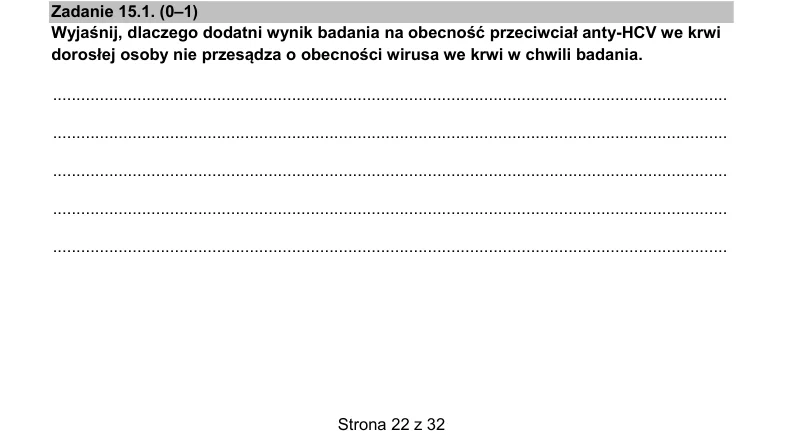 Zadanie 15.1. (0–1)
Wyjaśnij, dlaczego dodatni wynik badania na obecność przeciwciał anty-HCV we krwi
dorosłej osoby nie przesądza o obecności wirusa we krwi w chwili badania.
................................................................................................................................................
................................................................................................................................................
................................................................................................................................................
................................................................................................................................................
................................................................................................................................................
Strona 22 z 32